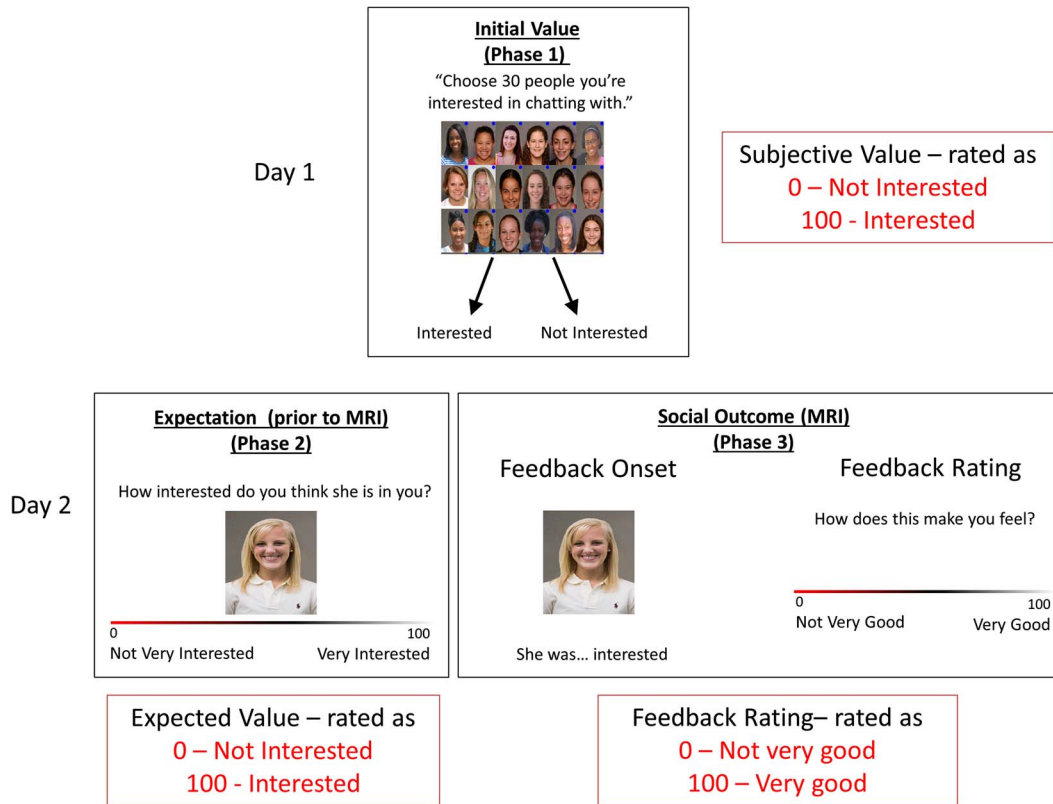 Initial Value
(Phase 1)
“Choose 30 people you’re
interested in chatting with.”
Day 1
Interested
Not Interested
Subjective Value – rated as
0 – Not Interested
100 - Interested
Day 2
Expectation (prior to MRI)
(Phase 2)
How interested do you think she is in you?
0
100
Not Very Interested
Very Interested
Social Outcome (MRI)
(Phase 3)
Feedback Onset
She was... interested
Feedback Rating
How does this make you feel?
0
100
Not Very Good
Very Good
Expected Value – rated as
0 – Not Interested
100 - Interested
Feedback Rating– rated as
0 – Not very good
100 – Very good